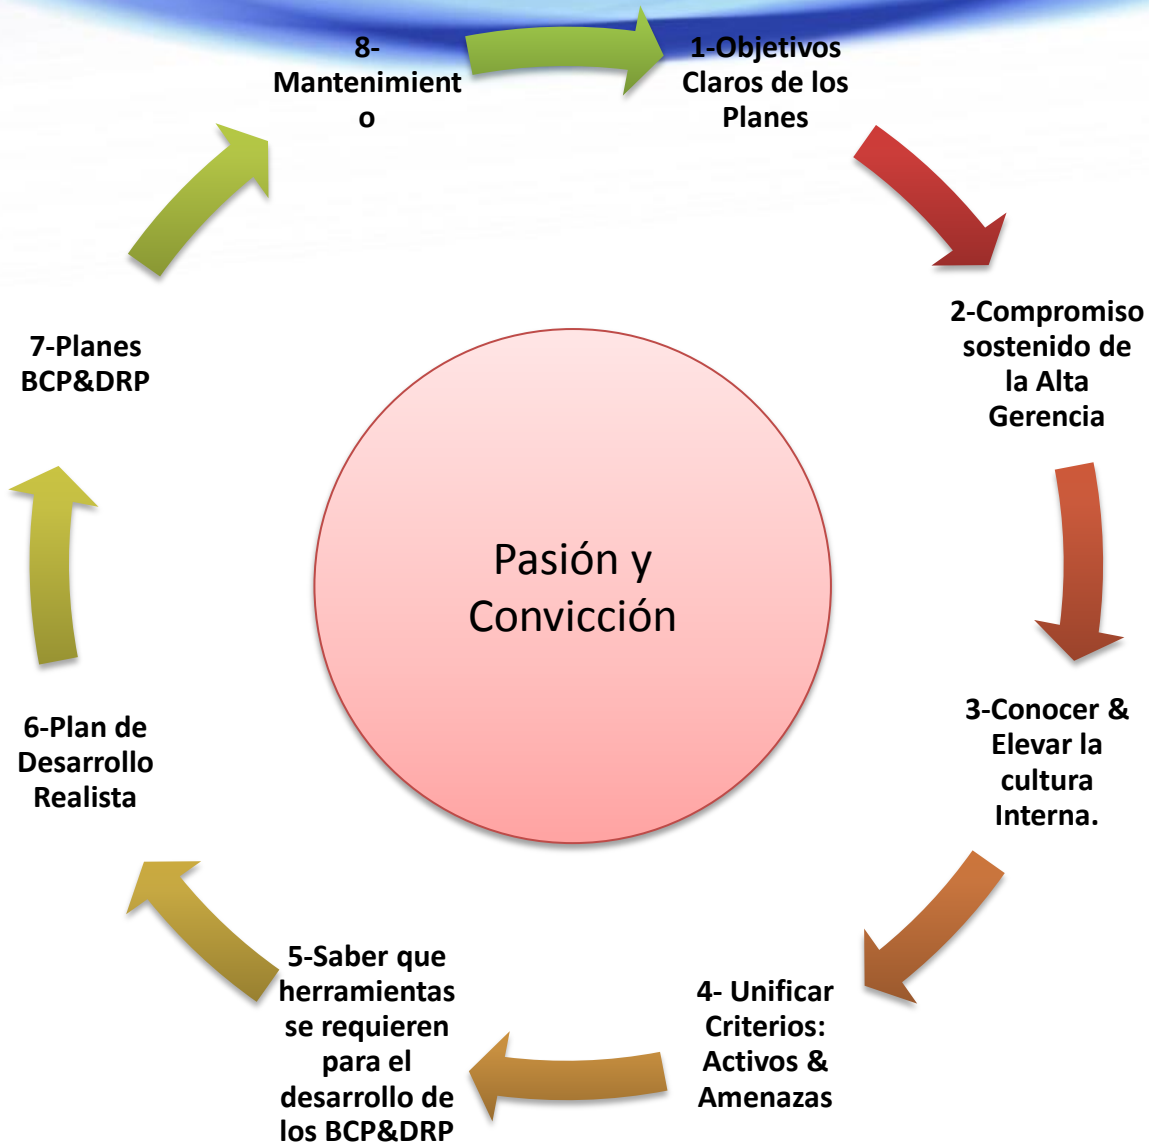 8-
Mantenimient
o
1-Objetivos
Claros de los
Planes
2-Compromiso
sostenido de
la Alta
Gerencia
3-Conocer &
Elevar la
cultura
Interna.
4- Unificar
Criterios:
Activos &
Amenazas
5-Saber que
herramientas
se requieren
para el
desarrollo de
los BCP&DRP
6-Plan de
Desarrollo
Realista
7-Planes
BCP&DRP
Pasión y
Convicción